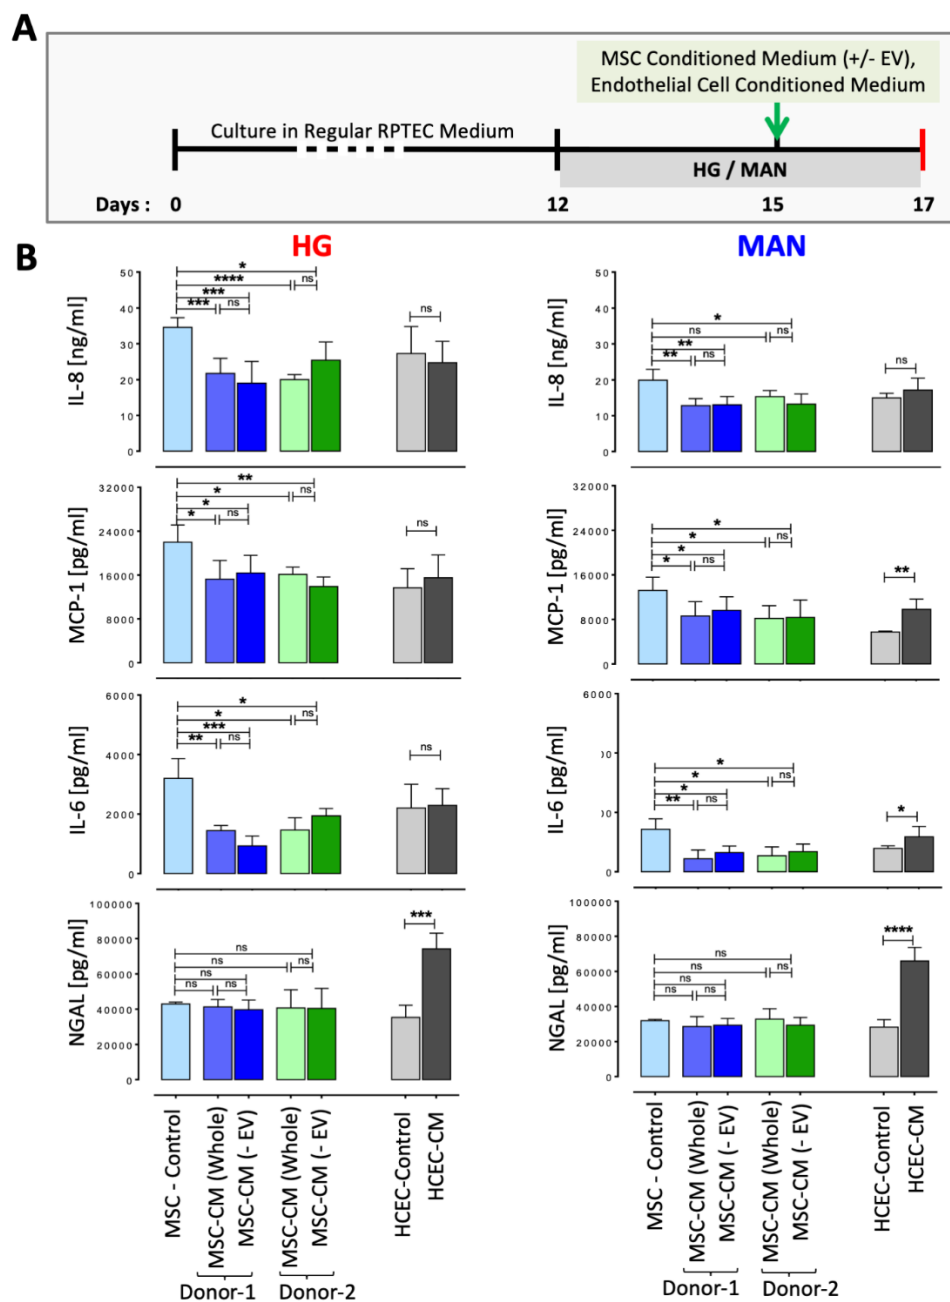 A
MSC Conditioned Medium (+/- EV),
Endothelial Cell Conditioned Medium
Culture in Regular RPTEC Medium
HG / MAN
Days : 0 12 15 17
B
HG
MAN
IL-8 [ng/ml]
50
40
30
20
10
0
* 
**** ns
***
*** ns
ns
IL-8 [ng/ml]
50
40
30
20
10
0
*
ns ns
**
** ns
ns
MCP-1 [pg/ml]
32000
24000
16000
8000
0
**
* ns
*
* ns
ns
MCP-1 [pg/ml]
32000
24000
16000
8000
0
*
* ns
*
* ns
**
IL-6 [pg/ml]
6000
4000
2000
0
*
* ns
***
** ns
ns
IL-6 [pg/ml]
6000
0
*
* ns
*
** ns
*
NGAL [pg/ml]
100000
80000
60000
40000
20000
0
ns
ns ns
ns
ns ns
***
NGAL [pg/ml]
100000
80000
60000
40000
20000
0
ns
ns ns
ns
ns ns
****
MSC - Control
MSC-CM (Whole)
MSC-CM (- EV)
MSC-CM (Whole)
MSC-CM (- EV)
HCEC-Control
HCEC-CM
Donor-1 Donor-2
MSC - Control
MSC-CM (Whole)
MSC-CM (- EV)
MSC-CM (Whole)
MSC-CM (- EV)
HCEC-Control
HCEC-CM
Donor-1 Donor-2